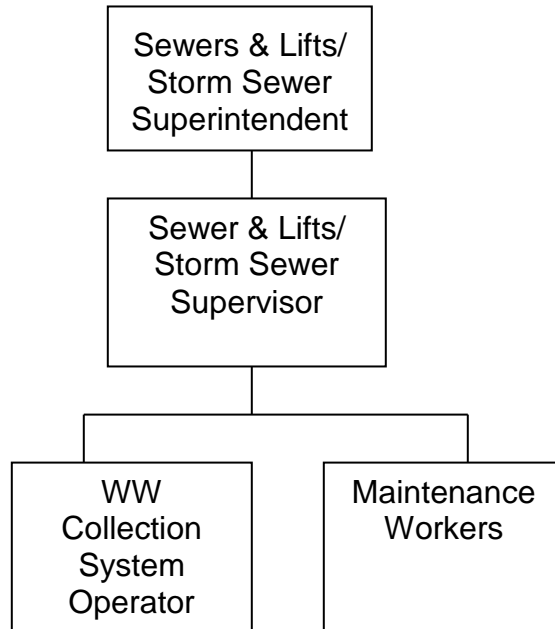 Sewers & Lifts/
Storm Sewer
Superintendent
Sewer & Lifts/
Storm Sewer
Supervisor
WW
Collection
System
Operator
Maintenance
Workers